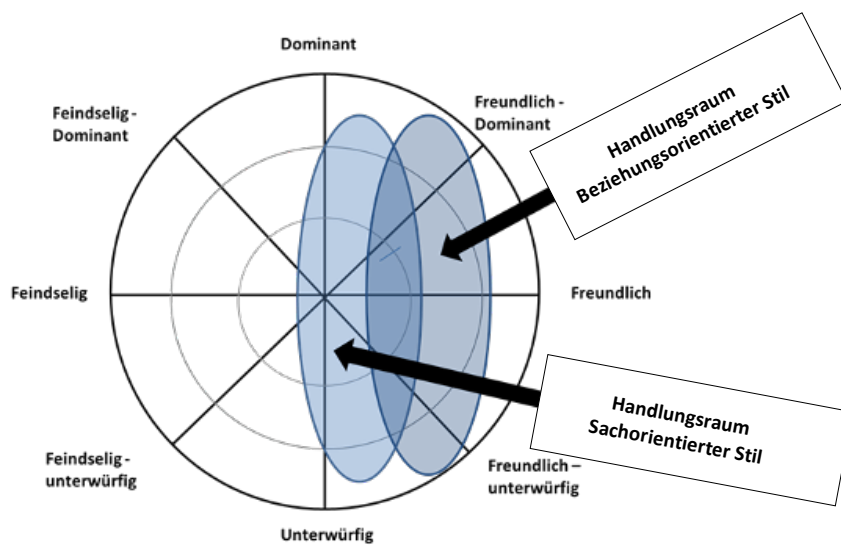 Dominant
Feindselig -
Dominant
Freundlich -
Dominant
Handlungsraum
Beziehungsorientierter Stil
Feindselig
Freundlich
Handlungsraum
Sachorientierter Stil
Feindselig -
unterwürfig
Freundlich –
unterwürfig
Unterwürfig